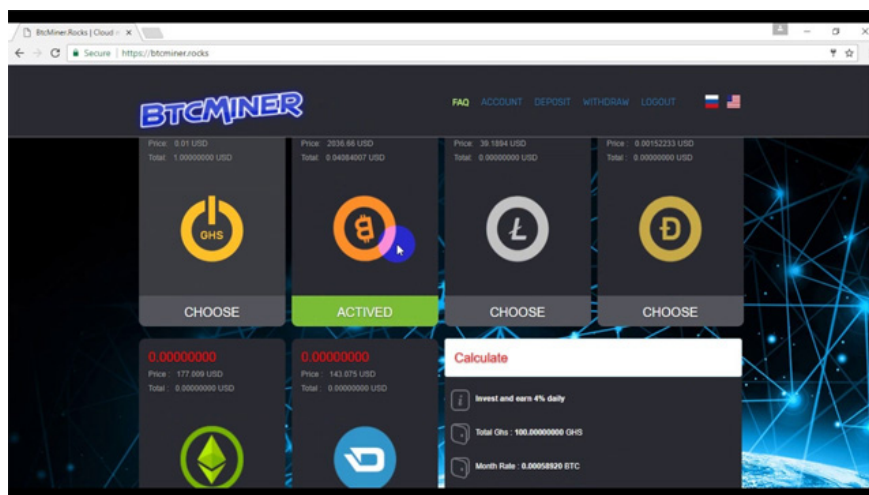 BtcMiner.Rocks | Cloud
Secure | https://btcminer.rocks
BTCMINER
FAQ ACCOUNT DEPOSIT WITHDRAW LOGOUT
Price: 0.01 USD
Total: 1.00000000 USD
Price: 2036.66 USD
Total: 0.04084007 USD
Price: 39.1894 USD
Total: 0.00000000 USD
Price: 0.00152233 USD
Total: 0.00000000 USD
GHS
CHOOSE
ACTIVED
CHOOSE
CHOOSE
0.00000000
Price: 177.009 USD
Total: 0.00000000 USD
0.00000000
Price: 143.075 USD
Total: 0.00000000 USD
Calculate
Invest and earn 4% daily
Total Ghs : 100.00000000 GHS
Month Rate : 0.00058920 BTC